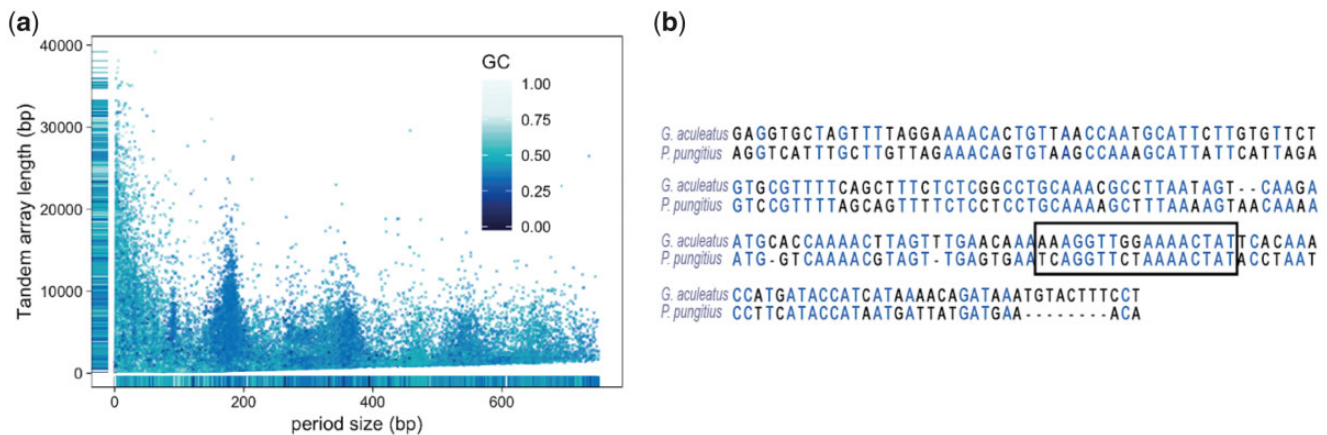 (a)
(b)
40000
30000
20000
10000
0
Tandem array length (bp)
GC
1.00
0.75
0.50
0.25
0.00
0
200
400
600
period size (bp)
G. aculeatus GAGGTGCTAGTTTTAGGAAAACACTGTTAACCAATGCATTCTTGTGTTCT
P. pungitius AGGTCATTTGCTTGTTAGAAACAGTGTAAGCCAAAGCATTATTCATTAGA
G. aculeatus GTGCGTTTTCAGCTTTCTCTCGGCCTGCAAACGCCTTAATAGT--CAAGA
P. pungitius GTCCGTTTTAGCAGTTTTCTCCTCCTGCAAAAGCTTTAAAAGTAACAAAA
G. aculeatus ATGCACCAAAACTTAGTTTGAACAAAAAAGGTTGGAAAACTATTCACAAA
P. pungitius ATG-GTCAAAACGTAGT-TGAGTGAATCAGGTTCTAAAACTATACCTAAT
G. aculeatus CCATGATACCATCATAAAACAGATAAATGTACTTTCCT
P. pungitius CCTTCATACCATAATGATTATGATGAA--------ACA